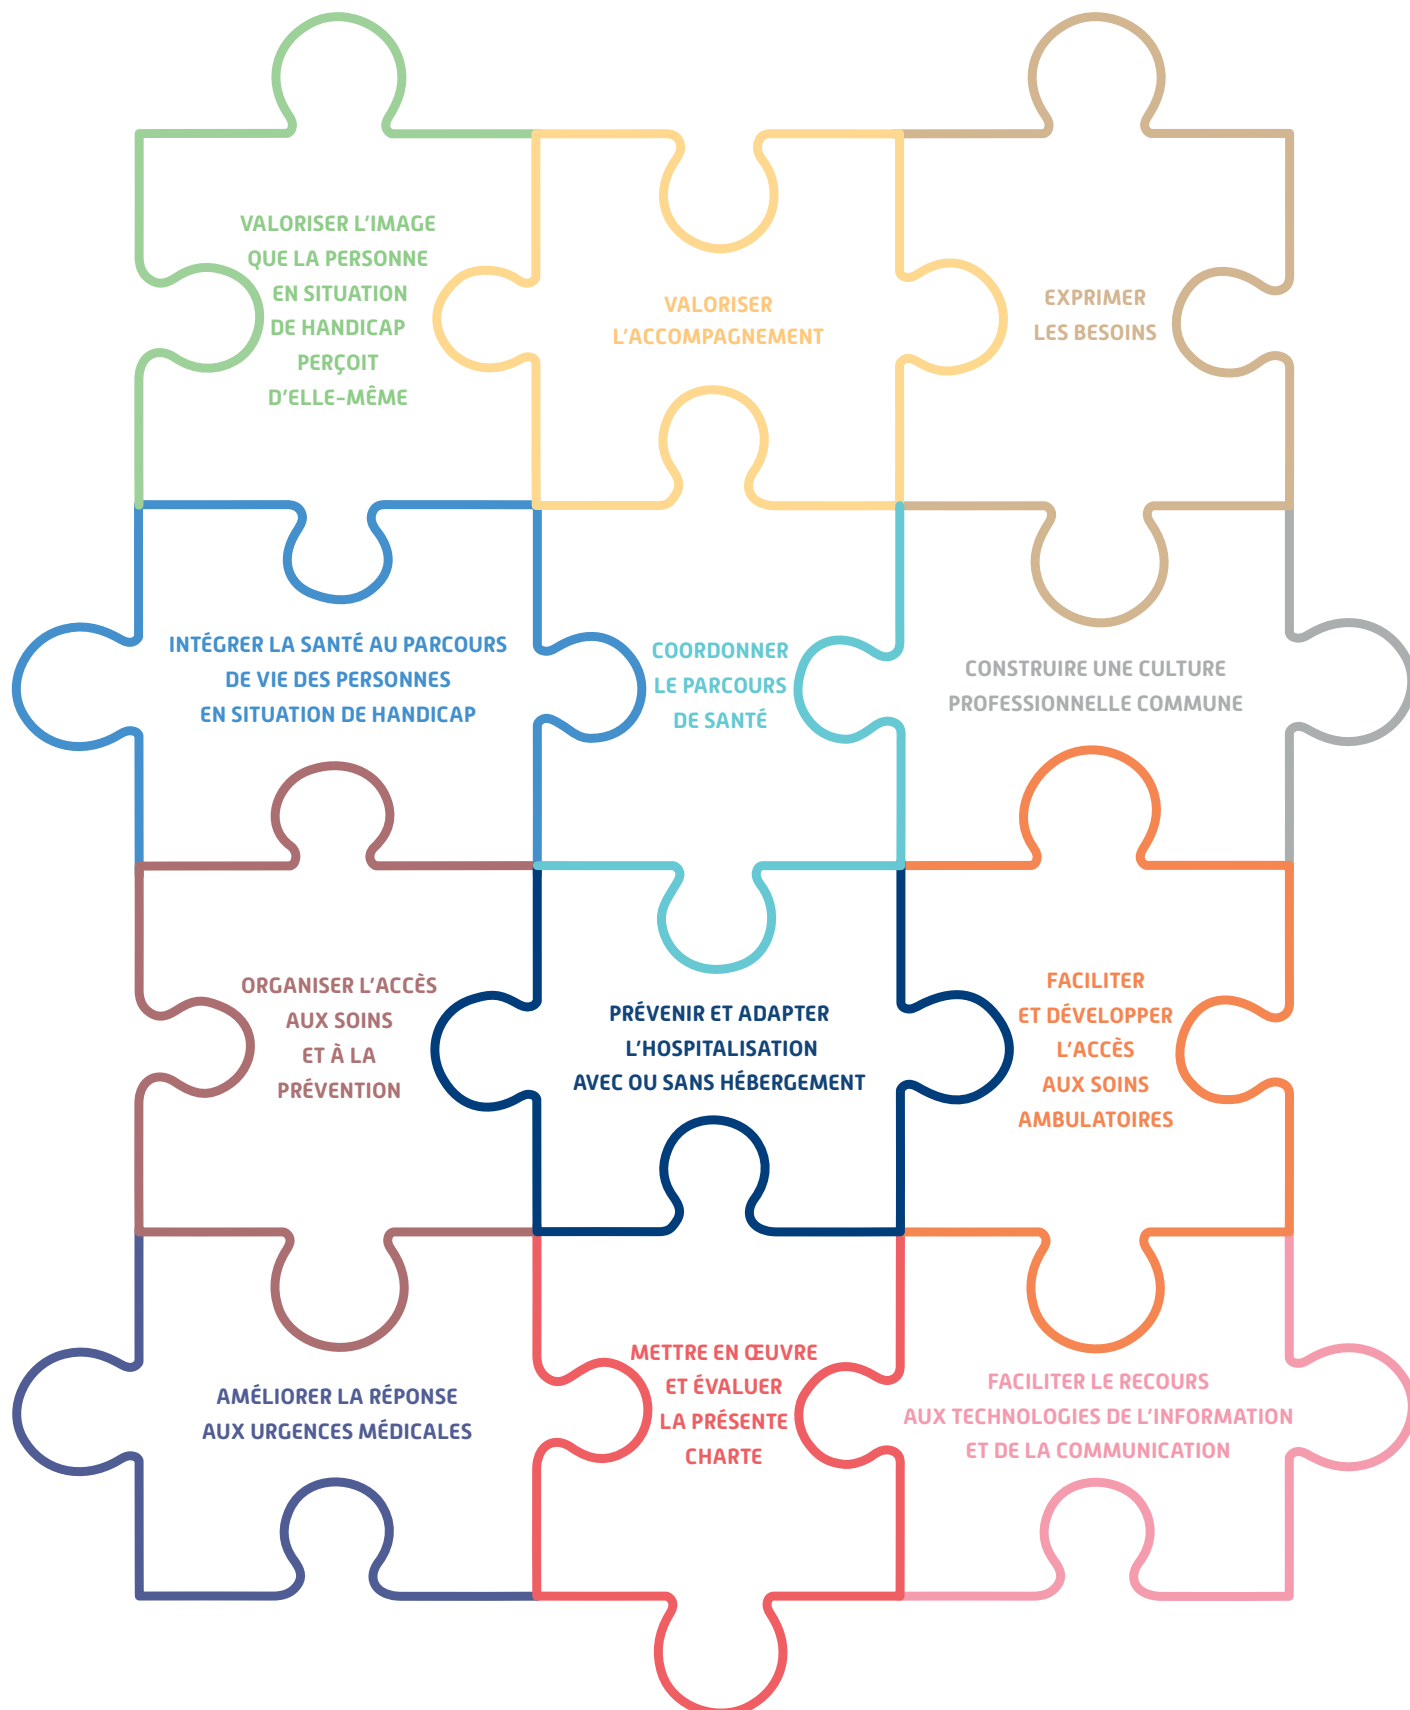 VALORISER L'IMAGE
QUE LA PERSONNE
EN SITUATION
DE HANDICAP
PERÇOIT
D'ELLE-MÊME
VALORISER
L'ACCOMPAGNEMENT
EXPRIMER
LES BESOINS
INTÉGRER LA SANTÉ AU PARCOURS
DE VIE DES PERSONNES
EN SITUATION DE HANDICAP
COORDONNER
LE PARCOURS
DE SANTÉ
CONSTRUIRE UNE CULTURE
PROFESSIONNELLE COMMUNE
ORGANISER L'ACCÈS
AUX SOINS
ET À LA
PRÉVENTION
PRÉVENIR ET ADAPTER
L'HOSPITALISATION
AVEC OU SANS HÉBERGEMENT
FACILITER
ET DÉVELOPPER
L'ACCÈS
AUX SOINS
AMBULATOIRES
AMÉLIORER LA RÉPONSE
AUX URGENCES MÉDICALES
METTRE EN ŒUVRE
ET ÉVALUER
LA PRÉSENTE
CHARTE
FACILITER LE RECOURS
AUX TECHNOLOGIES DE L'INFORMATION
ET DE LA COMMUNICATION